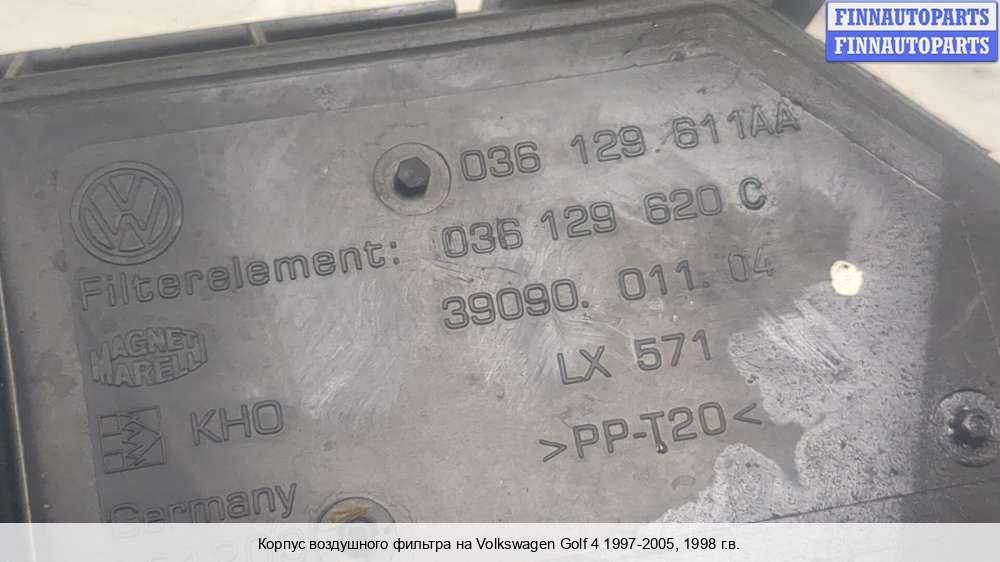 FINNAUTOPARTS
FINNAUTOPARTS
036 129 611AA
Filterelement: 036 129 620 C
39090. 011. 04
MAGNETI
MARELLI
LX 571
KHO
>PP-T20<
Germany
Корпус воздушного фильтра на Volkswagen Golf 4 1997-2005, 1998 г.в.